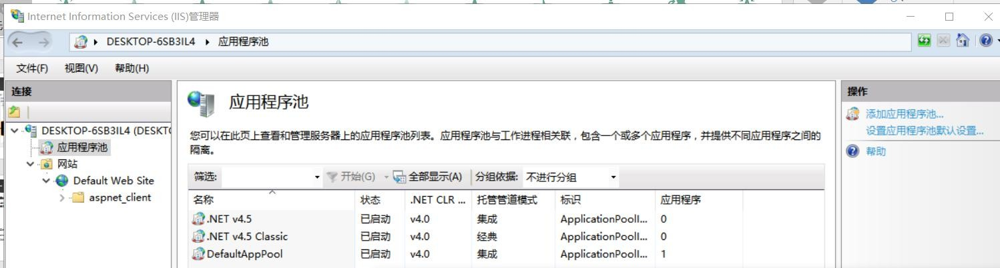 Internet Information Services (IIS)管理器
DESKTOP-6SB3IL4 应用程序池
文件(F) 视图(V) 帮助(H)
连接
DESKTOP-6SB3IL4 (DESKTO
应用程序池
网站
Default Web Site
aspnet_client
应用程序池
您可以在此页上查看和管理服务器上的应用程序池列表。应用程序池与工作进程相关联，包含一个或多个应用程序，并提供不同应用程序之间的
隔离。
筛选: 开始(G) 全部显示(A) 分组依据: 不进行分组
名称 状态 .NET CLR ... 托管管道模式 标识 应用程序
.NET v4.5 已启动 v4.0 集成 ApplicationPoolI... 0
.NET v4.5 Classic 已启动 v4.0 经典 ApplicationPoolI... 0
DefaultAppPool 已启动 v4.0 集成 ApplicationPoolI... 1
操作
添加应用程序池...
设置应用程序池默认设置...
帮助